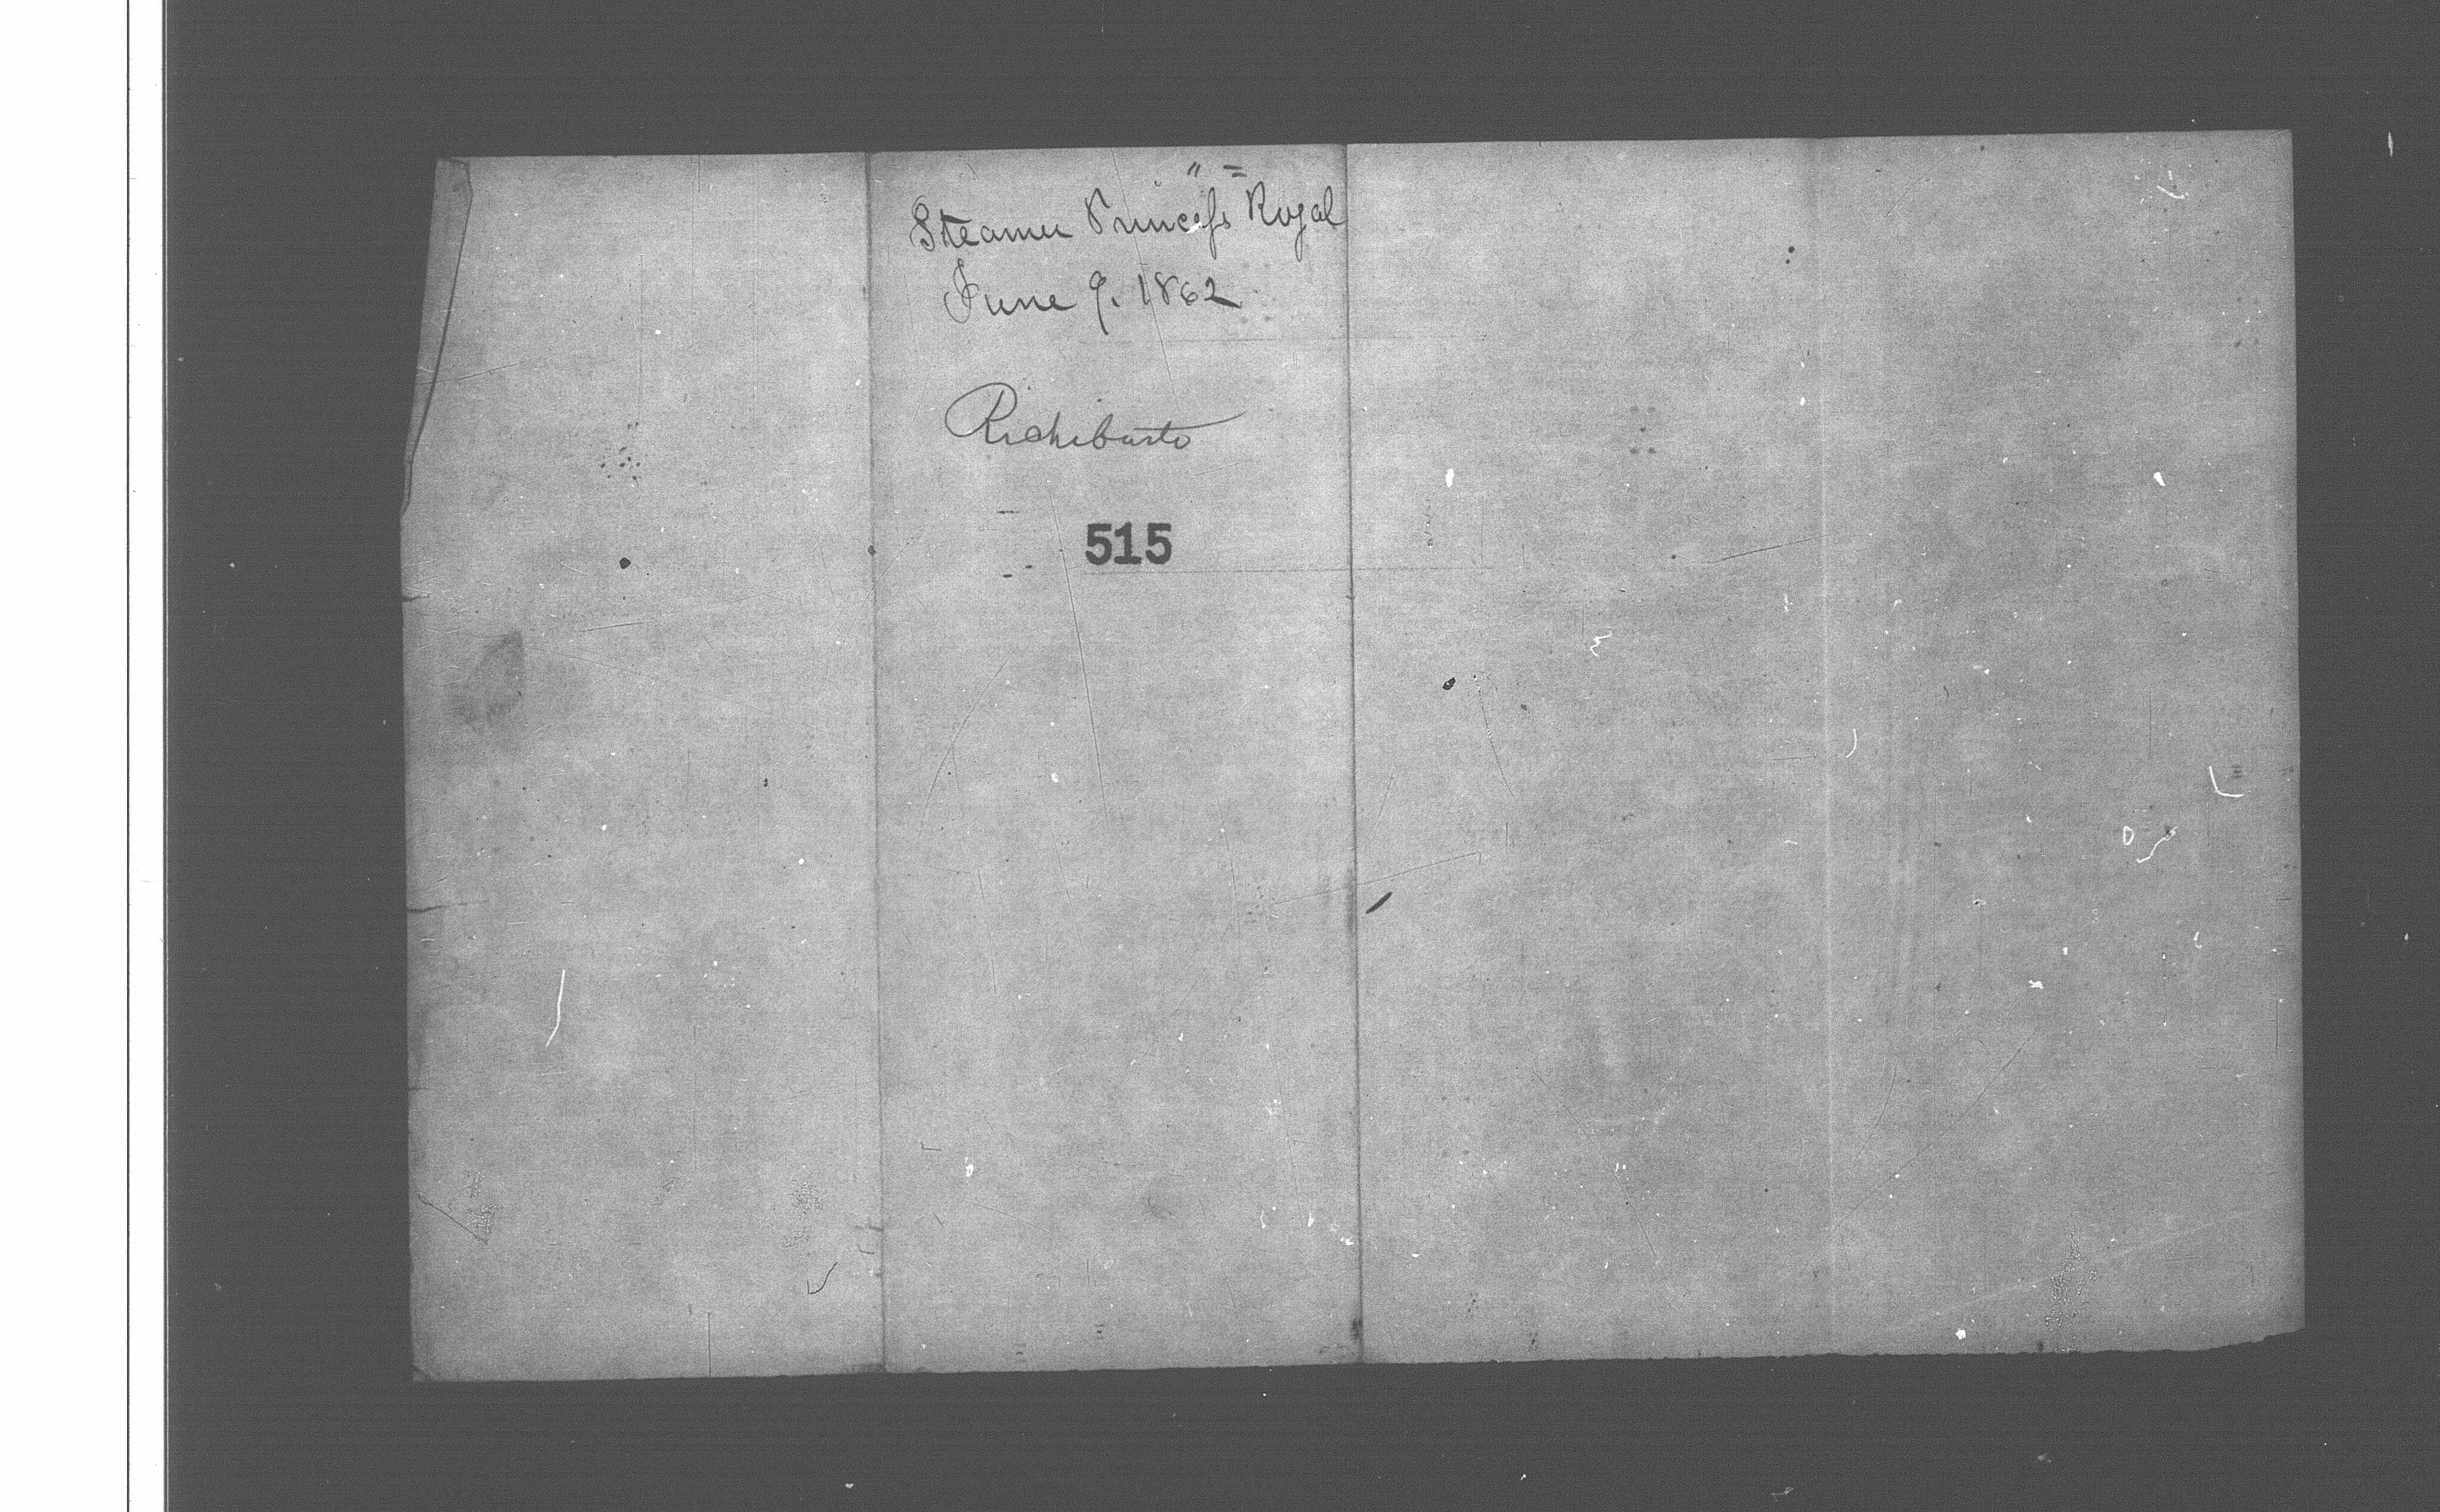 Steamer Princess Royal
June 9. 1862
Richibucto
515